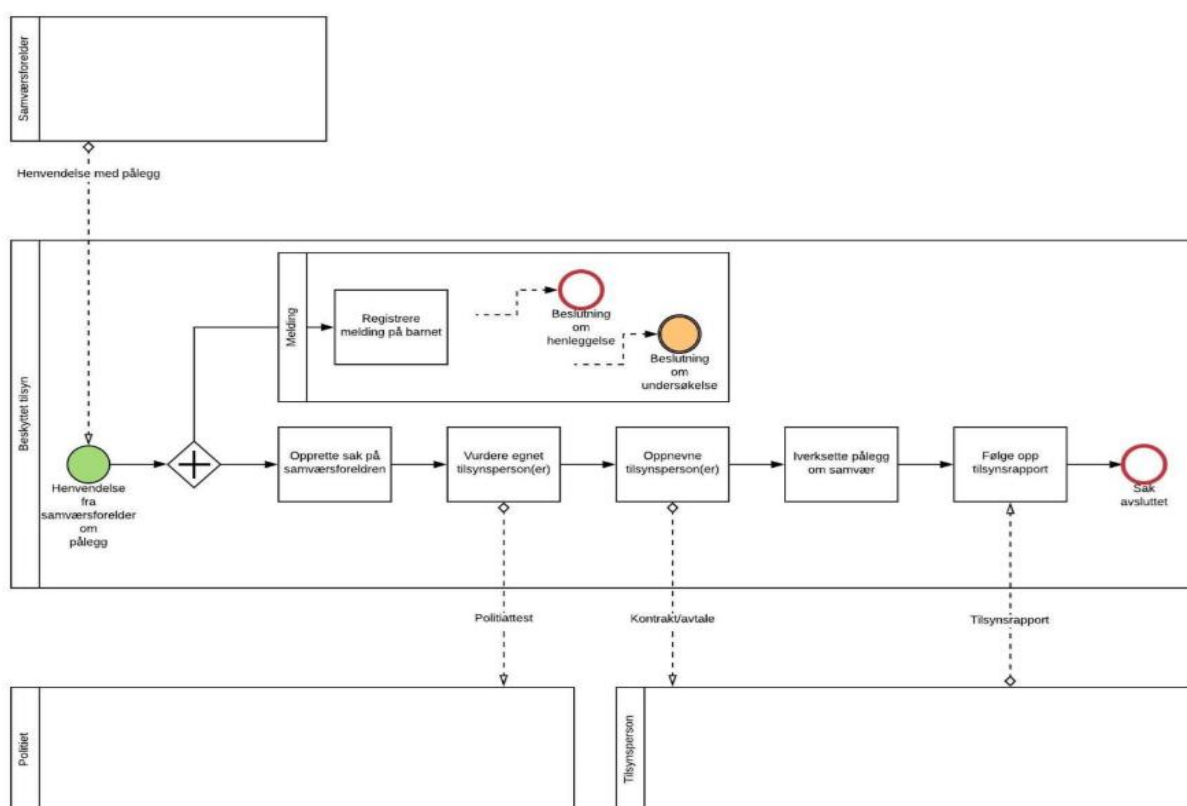 Samværsforelder
Henvendelse med pålegg
Beskyttet tilsyn
Melding
Registrere
melding på barnet
Beslutning
om
henleggelse
Beslutning
om
undersøkelse
Henvendelse
fra
samværsforelder
om
pålegg
Opprette sak på
samværsforeldren
Vurdere egnet
tilsynsperson(er)
Oppnevne
tilsynsperson(er)
Iverksette pålegg
om samvær
Følge opp
tilsynsrapport
Sak
avsluttet
Politiattest
Kontrakt/avtale
Tilsynsrapport
Politiet
Tilsynsperson